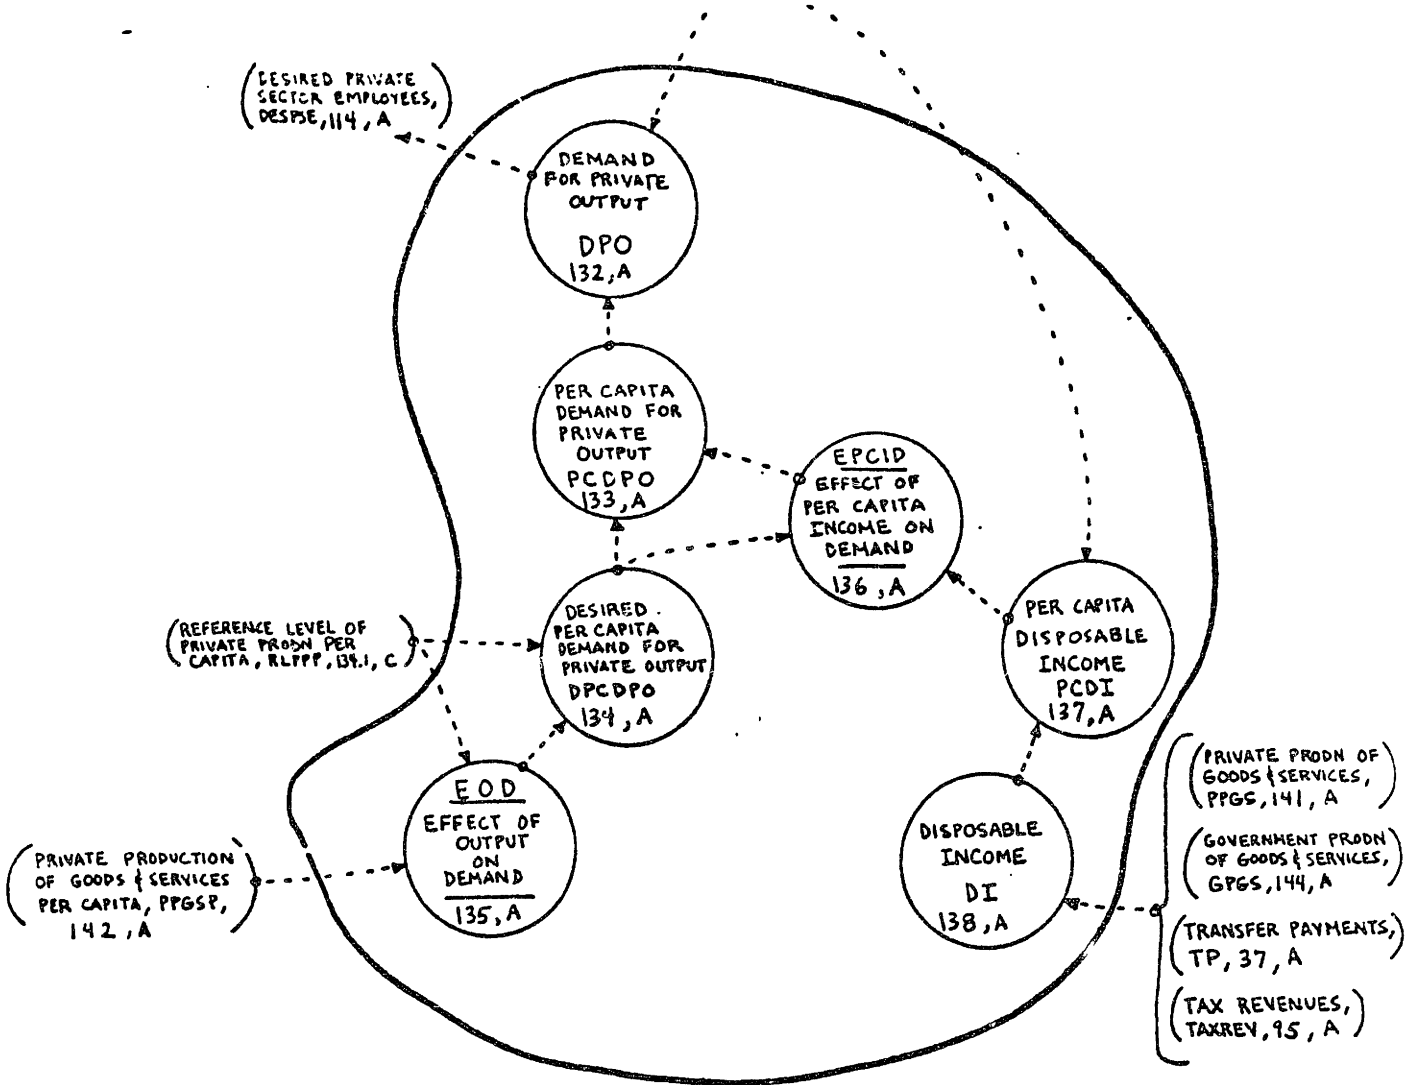 (DESIRED PRIVATE
SECTOR EMPLOYEES,
DESPSE, 114, A)
DEMAND
FOR PRIVATE
OUTPUT
DPO
132, A
PER CAPITA
DEMAND FOR
PRIVATE
OUTPUT
PCDPO
133, A
EPCID
EFFECT OF
PER CAPITA
INCOME ON
DEMAND
136, A
(REFERENCE LEVEL OF
PRIVATE PRODN PER
CAPITA, RLPPP, 134.1, C)
DESIRED
PER CAPITA
DEMAND FOR
PRIVATE OUTPUT
DPCDPO
134, A
PER CAPITA
DISPOSABLE
INCOME
PCDI
137, A
EOD
EFFECT OF
OUTPUT
ON
DEMAND
135, A
(PRIVATE PRODUCTION
OF GOODS & SERVICES
PER CAPITA, PPGSP,
142, A)
DISPOSABLE
INCOME
DI
138, A
(PRIVATE PRODN OF
GOODS & SERVICES,
PPGS, 141, A)
(GOVERNMENT PRODN
OF GOODS & SERVICES,
GPGS, 144, A)
(TRANSFER PAYMENTS,
TP, 37, A)
(TAX REVENUES,
TAXREV, 95, A)